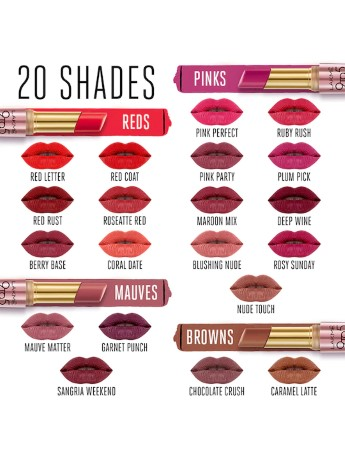 20 SHADES
REDS
RED LETTER RED COAT
RED RUST ROSEATTE RED
BERRY BASE CORAL DATE
PINKS
PINK PERFECT RUBY RUSH
PINK PARTY PLUM PICK
MAROON MIX DEEP WINE
BLUSHING NUDE ROSY SUNDAY
NUDE TOUCH
MAUVES
MAUVE MATTER GARNET PUNCH
SANGRIA WEEKEND
BROWNS
CHOCOLATE CRUSH CARAMEL LATTE